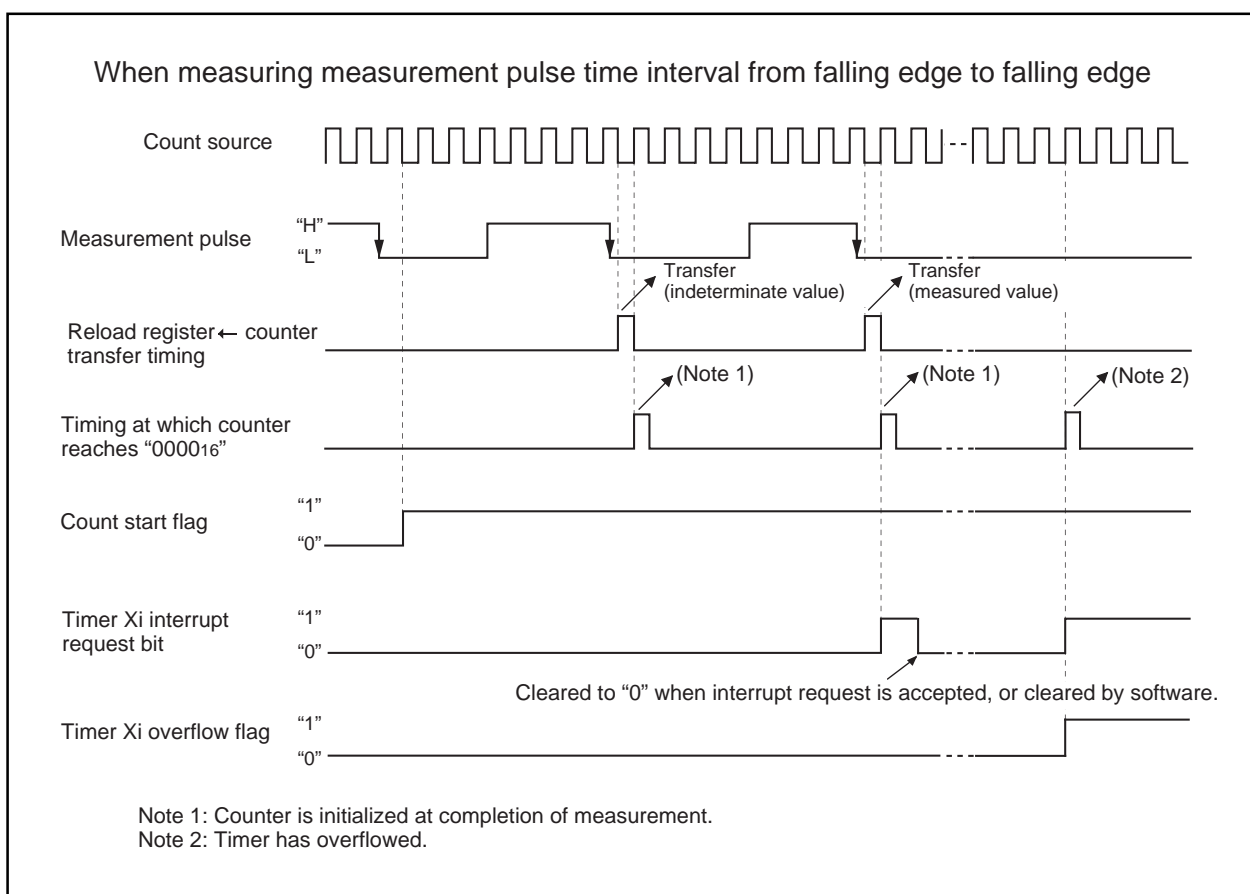 When measuring measurement pulse time interval from falling edge to falling edge
Count source
Measurement pulse
“H”
“L”
Transfer
(indeterminate value)
Transfer
(measured value)
Reload register ← counter
transfer timing
(Note 1)
(Note 1)
(Note 2)
Timing at which counter
reaches “000016”
Count start flag
“1”
“0”
Timer Xi interrupt
request bit
“1”
“0”
Cleared to “0” when interrupt request is accepted, or cleared by software.
Timer Xi overflow flag
“1”
“0”
Note 1: Counter is initialized at completion of measurement.
Note 2: Timer has overflowed.